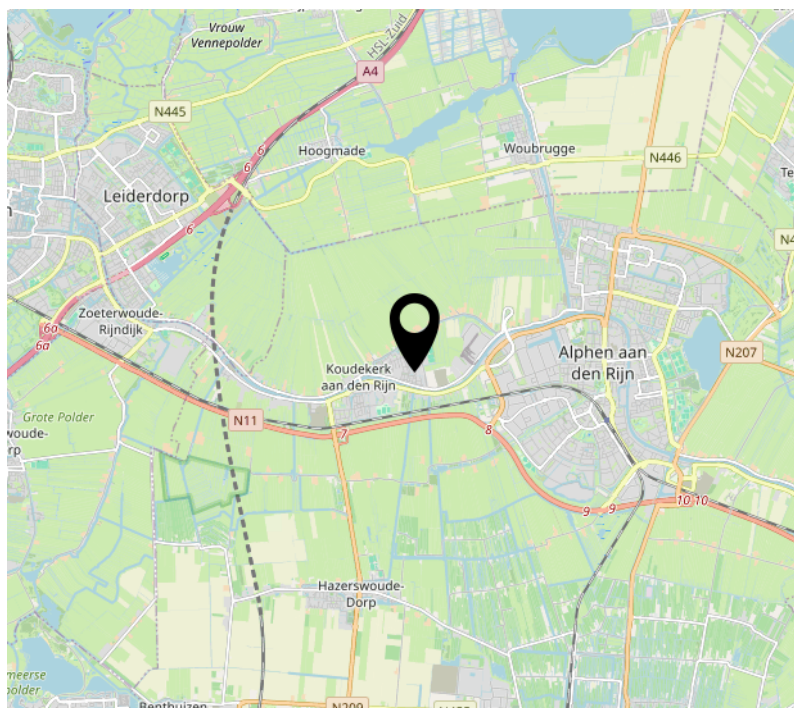 Vrouw
Vennepolder
HSL-Zuid
A4
N445
6
Hoogmade
Woubrugge
N446
6
Leiderdorp
6
Zoeterwoude-
Rijndijk
6a
6a
Koudekerk
aan den Rijn
Alphen aan
den Rijn
N207
Grote Polder
N11
7
8
9
9
10
10
Hazerswoude-
Dorp
Benthuizen
N209